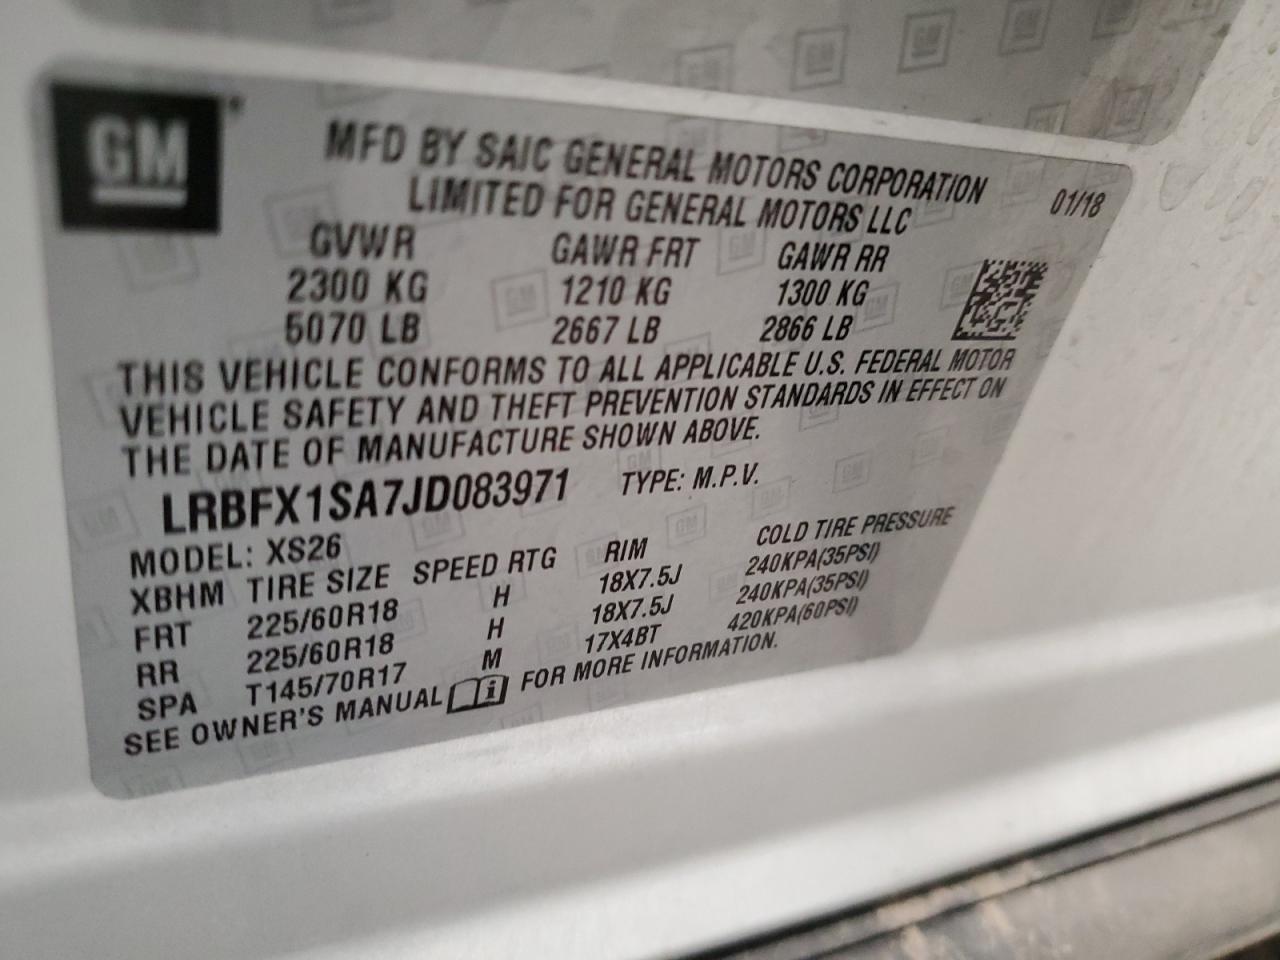 GM
MFD BY SAIC GENERAL MOTORS CORPORATION
LIMITED FOR GENERAL MOTORS LLC
01/18
GVWR GAWR FRT GAWR RR
2300 KG 1210 KG 1300 KG
5070 LB 2667 LB 2866 LB
THIS VEHICLE CONFORMS TO ALL APPLICABLE U.S. FEDERAL MOTOR
VEHICLE SAFETY AND THEFT PREVENTION STANDARDS IN EFFECT ON
THE DATE OF MANUFACTURE SHOWN ABOVE.
LRBFX1SA7JD083971 TYPE: M.P.V.
MODEL: XS26
XBHM TIRE SIZE SPEED RTG RIM COLD TIRE PRESSURE
FRT 225/60R18 H 18X7.5J 240KPA(35PSI)
RR 225/60R18 H 18X7.5J 240KPA(35PSI)
SPA T145/70R17 M 17X4BT 420KPA(60PSI)
SEE OWNER'S MANUAL i FOR MORE INFORMATION.